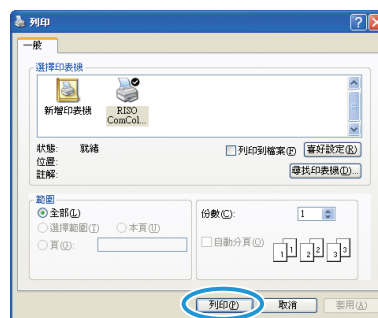 列印
一般
選擇印表機
新增印表機 RISO ComCol...
狀態: 就緒
位置:
註解:
列印到檔案(F) 喜好設定(R)
尋找印表機(D)...
範圍
全部(L)
選擇範圍(T) 本頁(U)
頁(G):
份數(C): 1
自動分頁(O)
1 1 2 2 3 3
列印(P) 取消 套用(A)